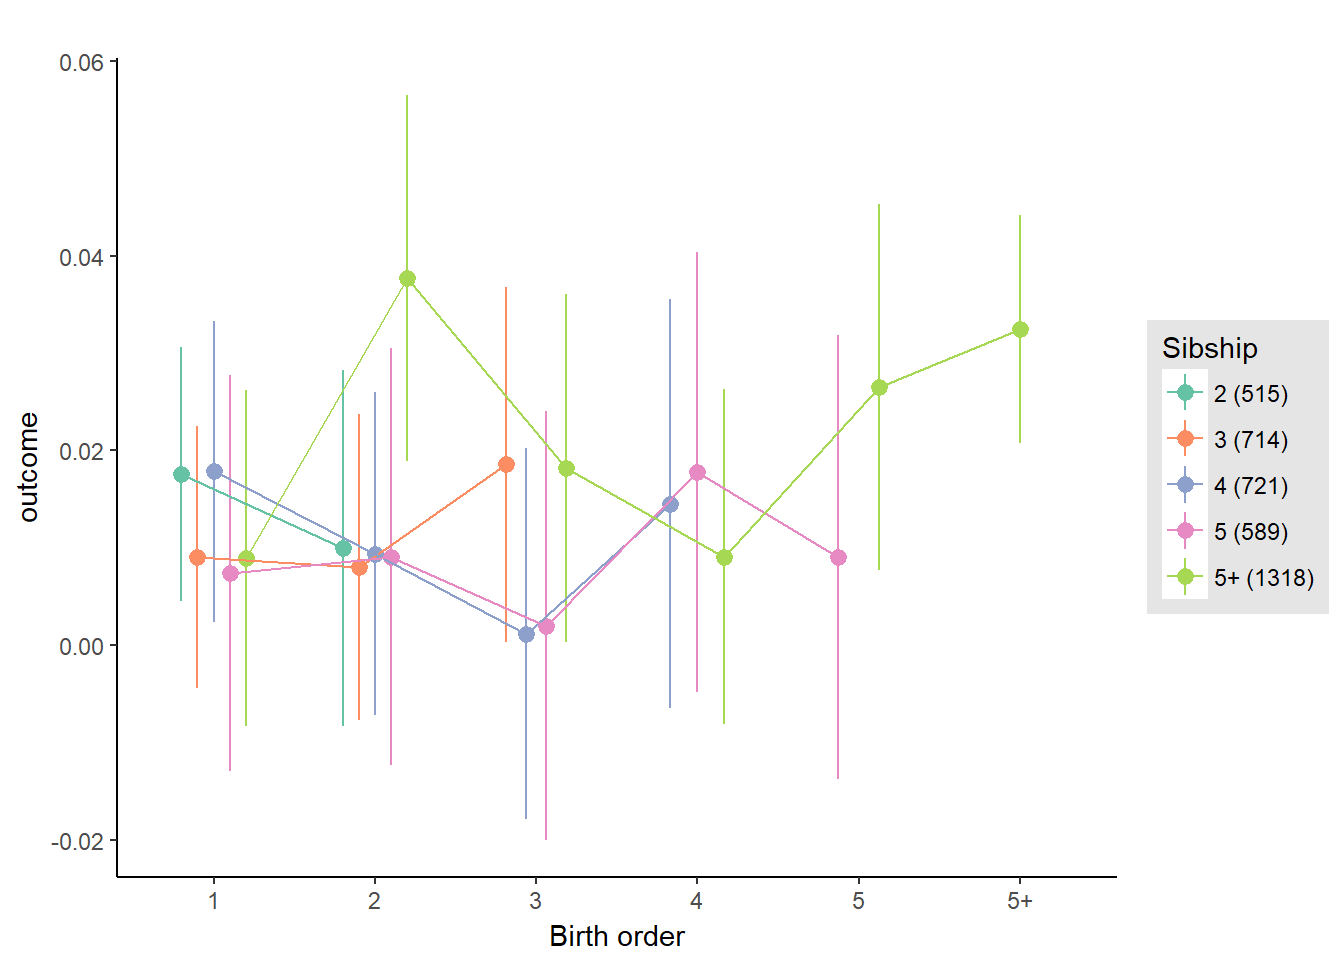 0.06
0.04
0.02
0.00
-0.02
outcome
1 2 3 4 5 5+
Birth order
Sibship
2 (515)
3 (714)
4 (721)
5 (589)
5+ (1318)